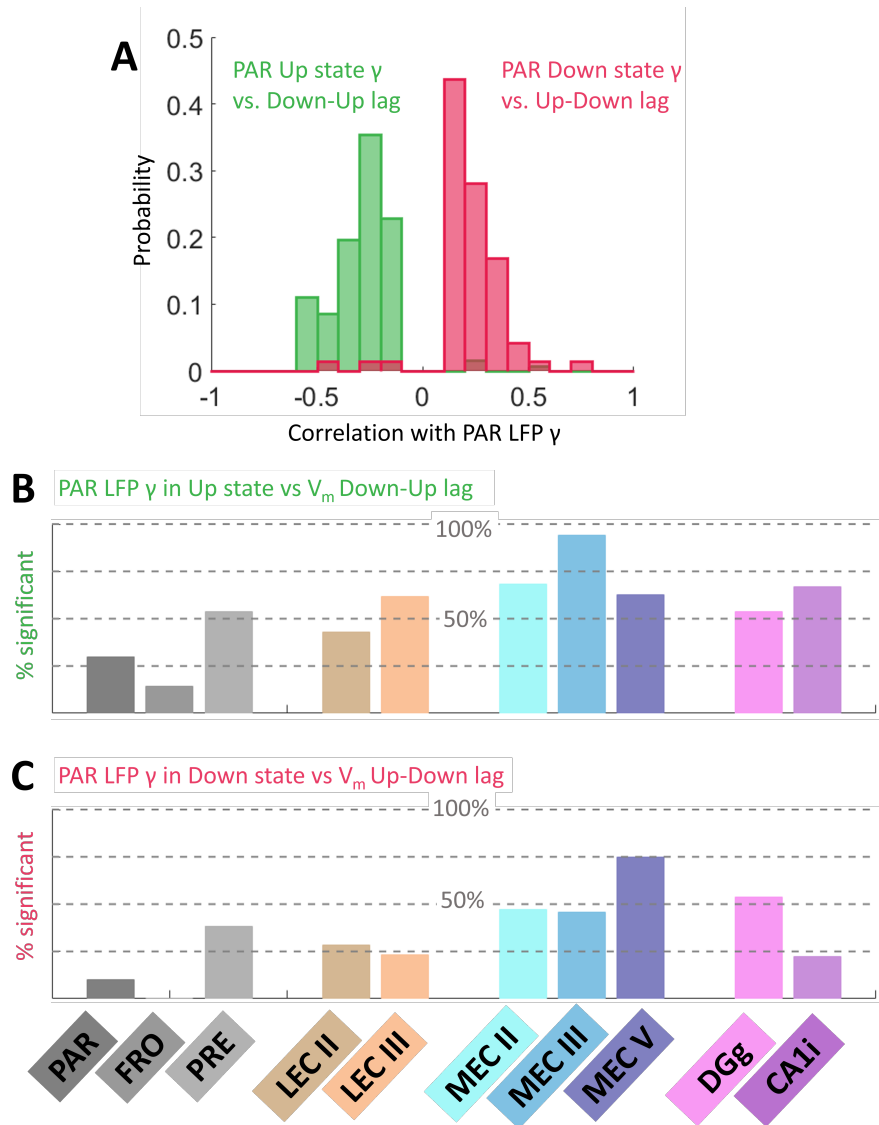 A
PAR Up state γ
vs. Down-Up lag
PAR Down state γ
vs. Up-Down lag
Probability
0.5
0.4
0.3
0.2
0.1
0
-1
-0.5
0
0.5
1
Correlation with PAR LFP γ
B
PAR LFP γ in Up state vs Vm Down-Up lag
% significant
100%
50%
C
PAR LFP γ in Down state vs Vm Up-Down lag
% significant
100%
50%
PAR
FRO
PRE
LEC II
LEC III
MEC II
MEC III
MEC V
DGg
CA1i